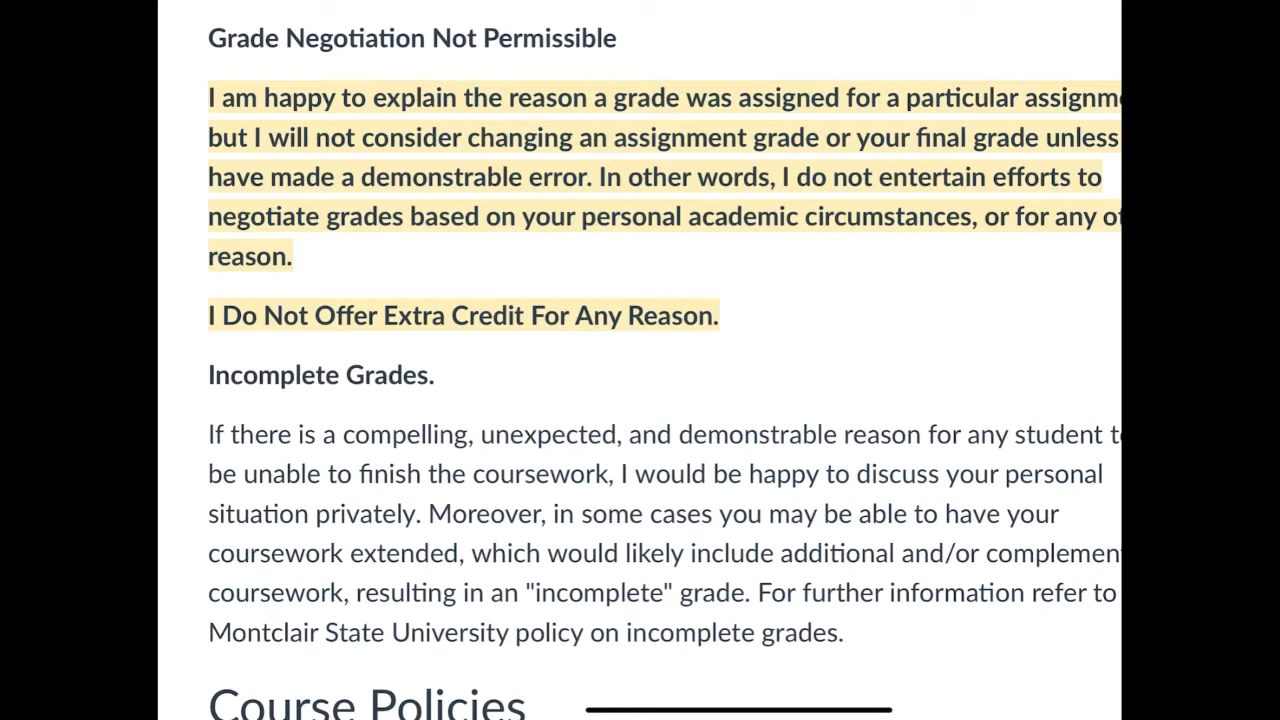 Grade Negotiation Not Permissible
I am happy to explain the reason a grade was assigned for a particular assignm
but I will not consider changing an assignment grade or your final grade unless
have made a demonstrable error. In other words, I do not entertain efforts to
negotiate grades based on your personal academic circumstances, or for any o
reason.
I Do Not Offer Extra Credit For Any Reason.
Incomplete Grades.
If there is a compelling, unexpected, and demonstrable reason for any student t
be unable to finish the coursework, I would be happy to discuss your personal
situation privately. Moreover, in some cases you may be able to have your
coursework extended, which would likely include additional and/or complemen
coursework, resulting in an "incomplete" grade. For further information refer to
Montclair State University policy on incomplete grades.
Course Policies